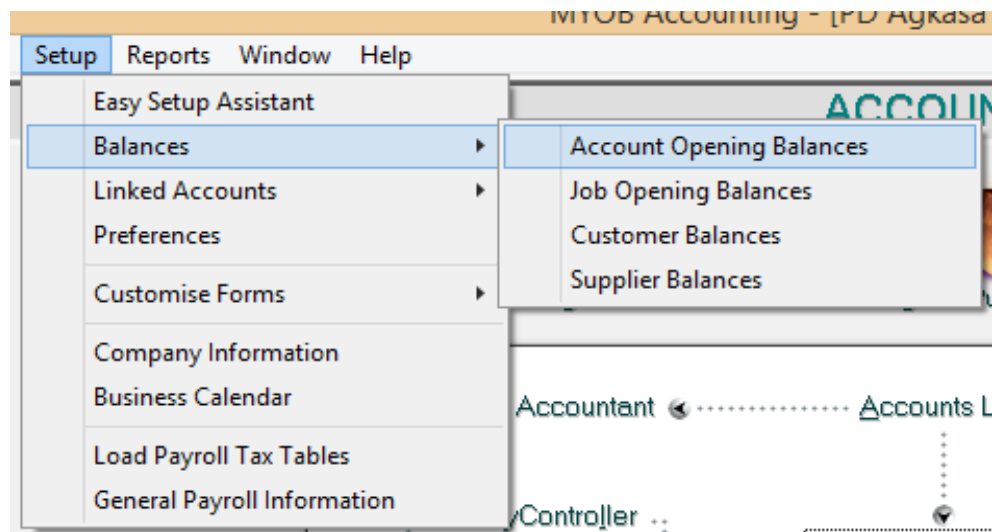 MYOB Accounting - [PD Agkasa
Setup Reports Window Help
Easy Setup Assistant
Balances
Linked Accounts
Preferences
Customise Forms
Company Information
Business Calendar
Load Payroll Tax Tables
General Payroll Information
Account Opening Balances
Job Opening Balances
Customer Balances
Supplier Balances
Accountant
Accounts